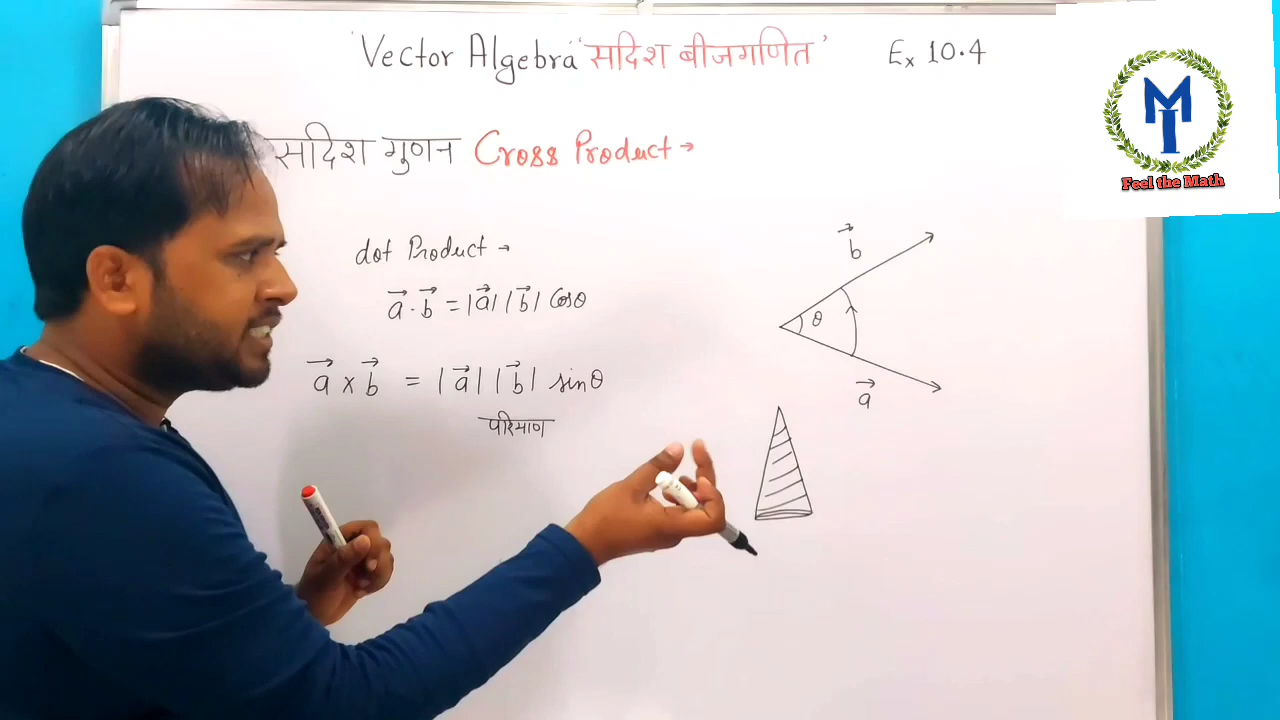 'Vector Algebra' 'सदिश बीजगणित' Ex 10.4
सदिश गुणन Cross Product →
dot Product →
a⃗ · b⃗ = |a⃗| |b⃗| Cosθ
a⃗ × b⃗ = |a⃗| |b⃗| sinθ
परिमाण
b⃗
θ
a⃗
MT
Feel the Math